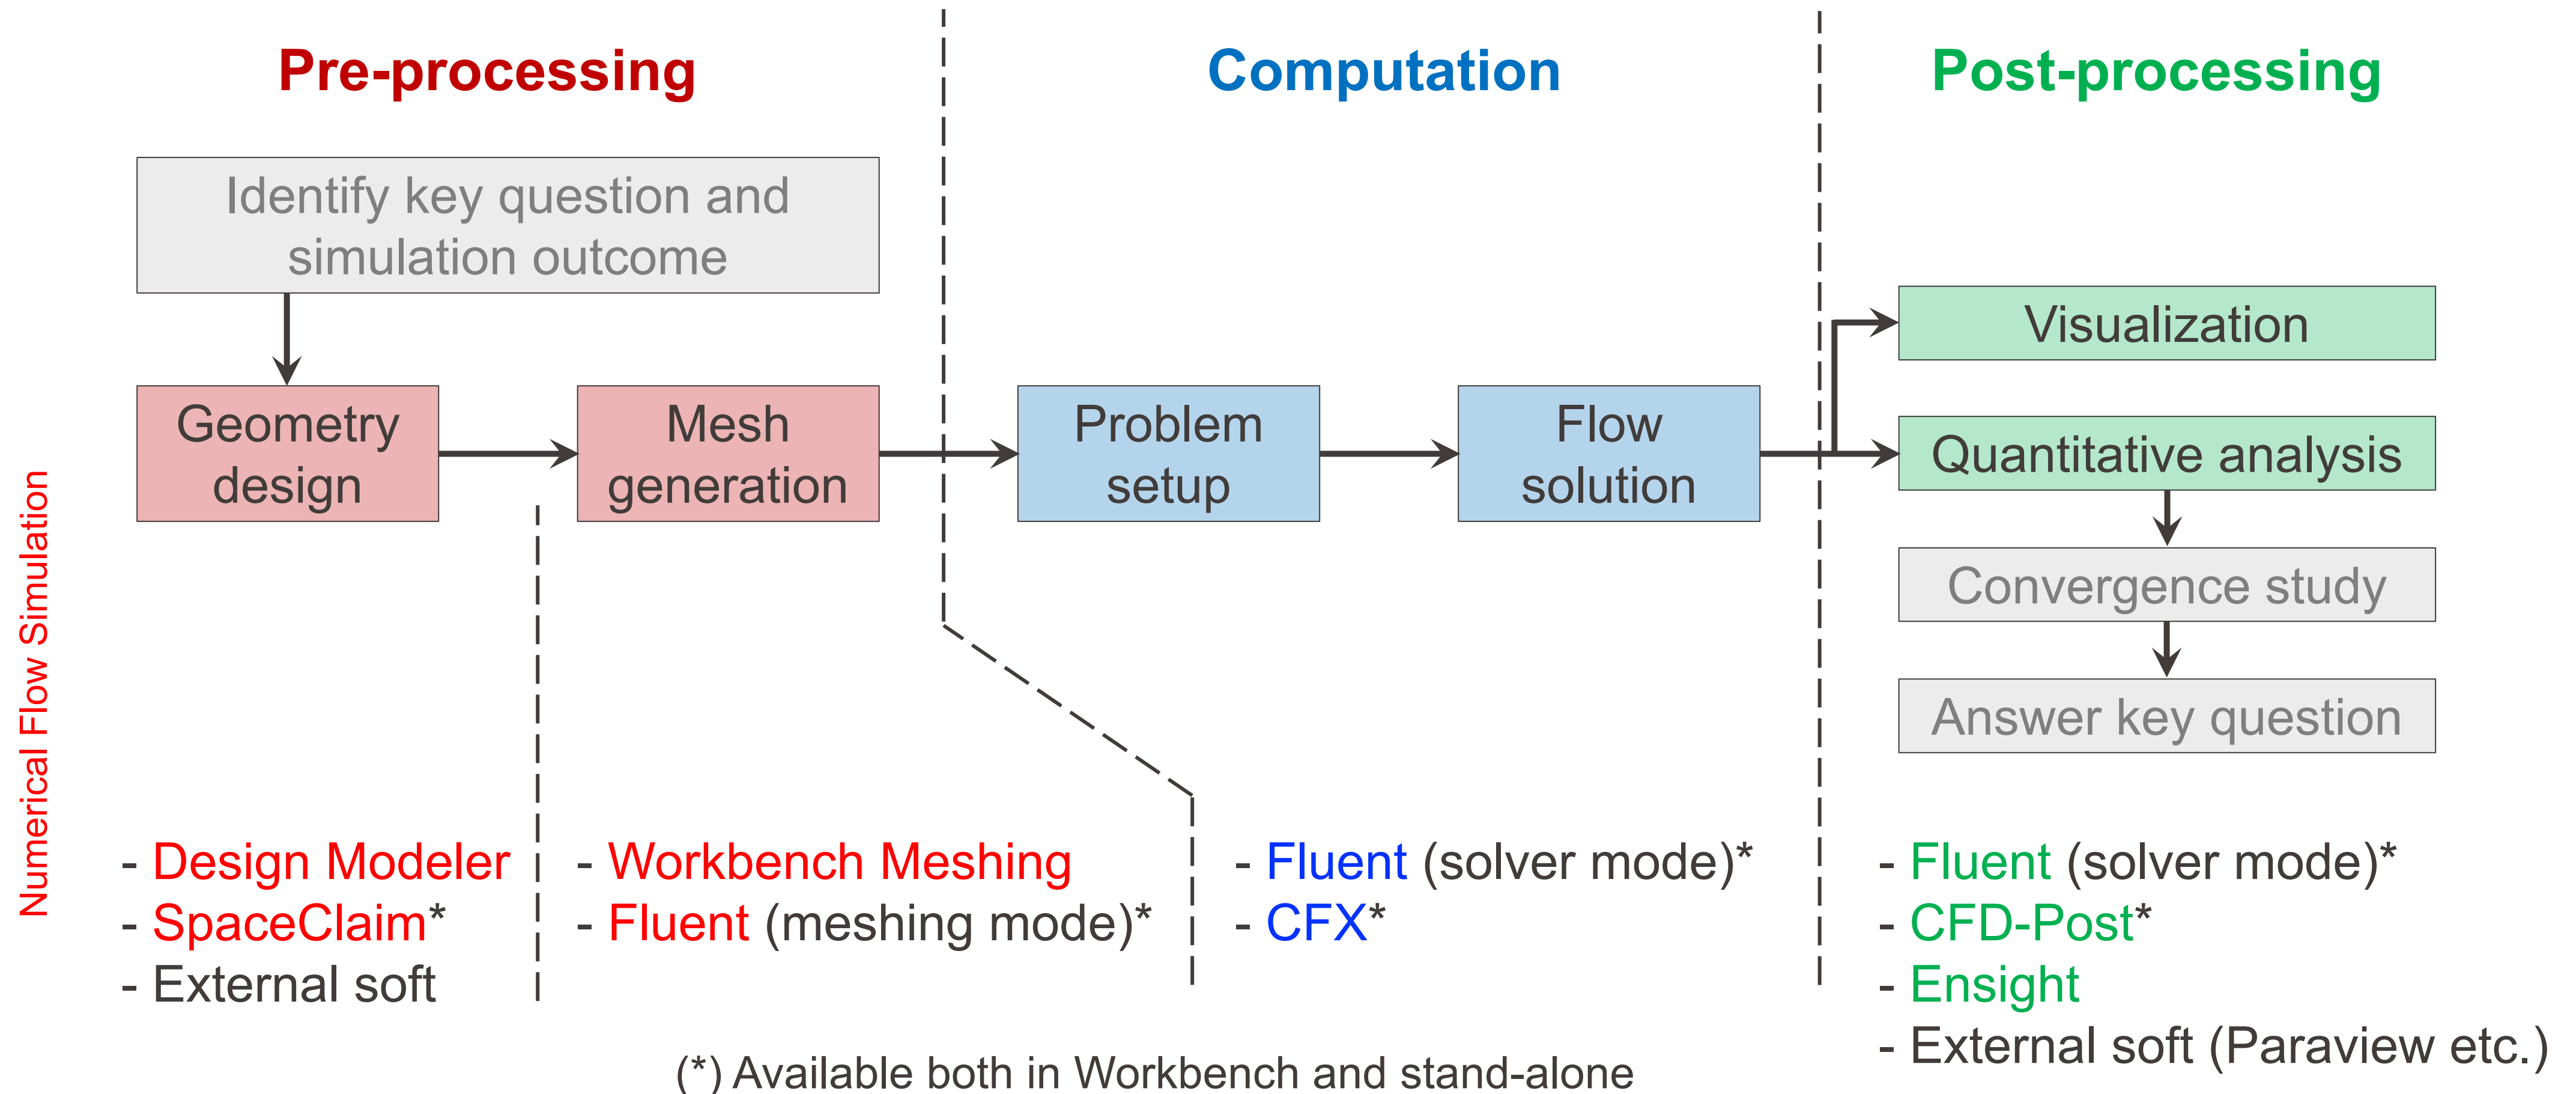 Pre-processing
Computation
Post-processing
Identify key question and
simulation outcome
Geometry
design
Mesh
generation
Problem
setup
Flow
solution
Visualization
Quantitative analysis
Convergence study
Answer key question
Numerical Flow Simulation
- Design Modeler
- SpaceClaim*
- External soft
- Workbench Meshing
- Fluent (meshing mode)*
- Fluent (solver mode)*
- CFX*
- Fluent (solver mode)*
- CFD-Post*
- Ensight
- External soft (Paraview etc.)
(*) Available both in Workbench and stand-alone